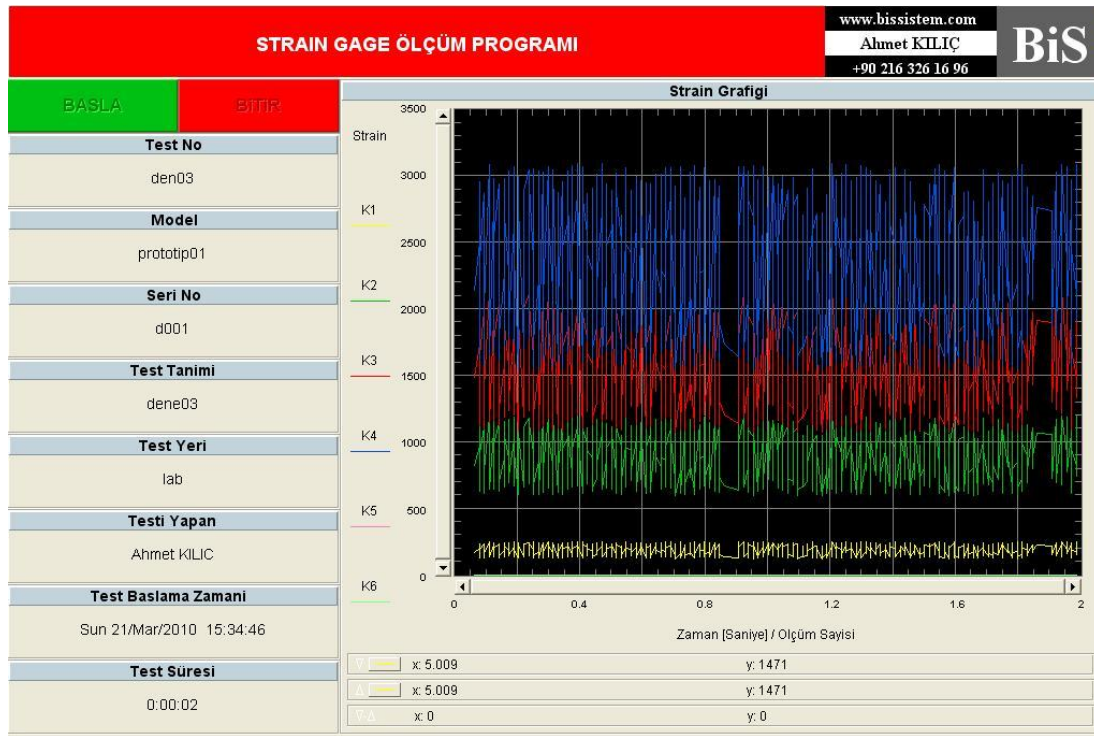 STRAIN GAGE ÖLÇÜM PROGRAMI
www.bissistem.com
Ahmet KILIÇ
+90 216 326 16 96
BiS
BASLA
BITIR
Test No
den03
Model
prototip01
Seri No
d001
Test Tanimi
dene03
Test Yeri
lab
Testi Yapan
Ahmet KILIC
Test Baslama Zamani
Sun 21/Mar/2010 15:34:46
Test Süresi
0:00:02
Strain Grafigi
Strain
K1
K2
K3
K4
K5
K6
3500
3000
2500
2000
1500
1000
500
0
0 0.4 0.8 1.2 1.6 2
Zaman [Saniye] / Olçüm Sayisi
x: 5.009 y: 1471
x: 5.009 y: 1471
x: 0 y: 0